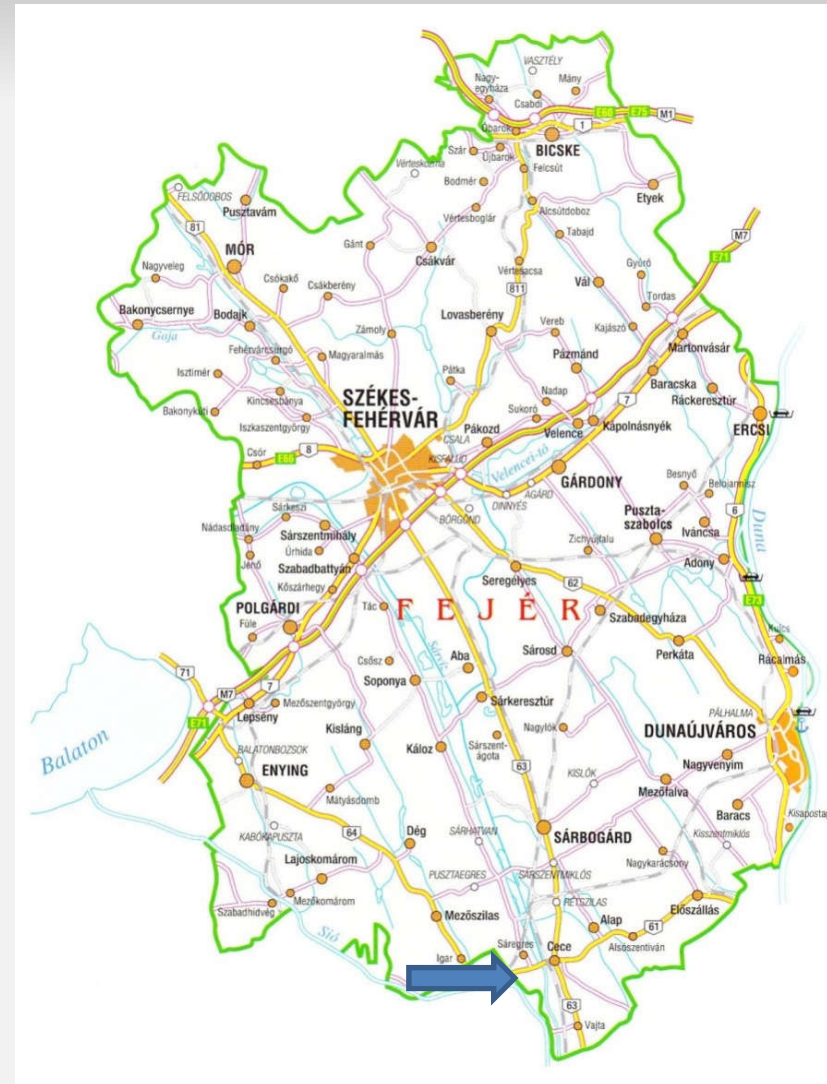 VASZTÉLY
Nagy-
egyháza
Mány
Csabdi
E60
E75
M1
Óbarok
1
BICSKE
Szár
Újbarok
Felcsút
Vérteskozma
Bodmér
Etyek
FELSŐDOBOS
Pusztavám
Vértesboglár
Alcsútdoboz
81
Tabajd
M7
MÓR
Gánt
Csákvár
E71
Nagyveleg
Csókakő
Csákberény
Vértesacsa
Gyúró
Vál
811
Tordas
Bakonycsernye
Bodajk
Lovasberény
Gaja
Zámoly
Vereb
Kajászó
Martonvásár
Fehérvárcsurgó
Magyaralmás
Pázmánd
Isztimér
Pátka
Baracska
Kincsesbánya
SZÉKES-
FEHÉRVÁR
Nadap
7
Ráckeresztúr
Bakonykúti
Iszkaszentgyörgy
Sukoró
Kápolnásnyék
ERCSI
Pákozd
Velence
CSALA
8
Csór
E66
KISFALUD
Velencei-tó
GÁRDONY
AGÁRD
Besnyő
Beloiannisz
DINNYÉS
6
Sárkeszi
BÖRGÖND
Puszta-
szabolcs
Nádasdladány
Sárszentmihály
Iváncsa
Duna
Úrhida
Zichyújfalu
Jenő
Szabadbattyán
Adony
Seregélyes
62
Kőszárhegy
E73
POLGÁRDI
Tác
FEJÉR
Szabadegyháza
Füle
Kulcs
Sárvíz
Perkáta
Aba
Sárosd
Csősz
Rácalmás
71
Soponya
M7
7
Sárkeresztúr
Mezőszentgyörgy
E71
Lepsény
PÁLHALMA
Kisláng
Nagylók
DUNAÚJVÁROS
Balaton
BALATONBOZSOK
Káloz
Sárszent-
ágota
Nagyvenyim
63
ENYING
KISLÓK
Mezőfalva
Mátyásdomb
Baracs
Kisapostag
KABÓKAPUSZTA
64
Dég
SÁRHATVAN
SÁRBOGÁRD
Kisszentmiklós
Lajoskomárom
Nagykarácsony
PUSZTAEGRES
SÁRSZENTMIKLÓS
Mezőkomárom
RÉTSZILAS
Előszállás
Szabadhidvég
Mezőszilas
Alap
61
Sió
Alsószentiván
Igar
Sáregres
Cece
63
Vajta